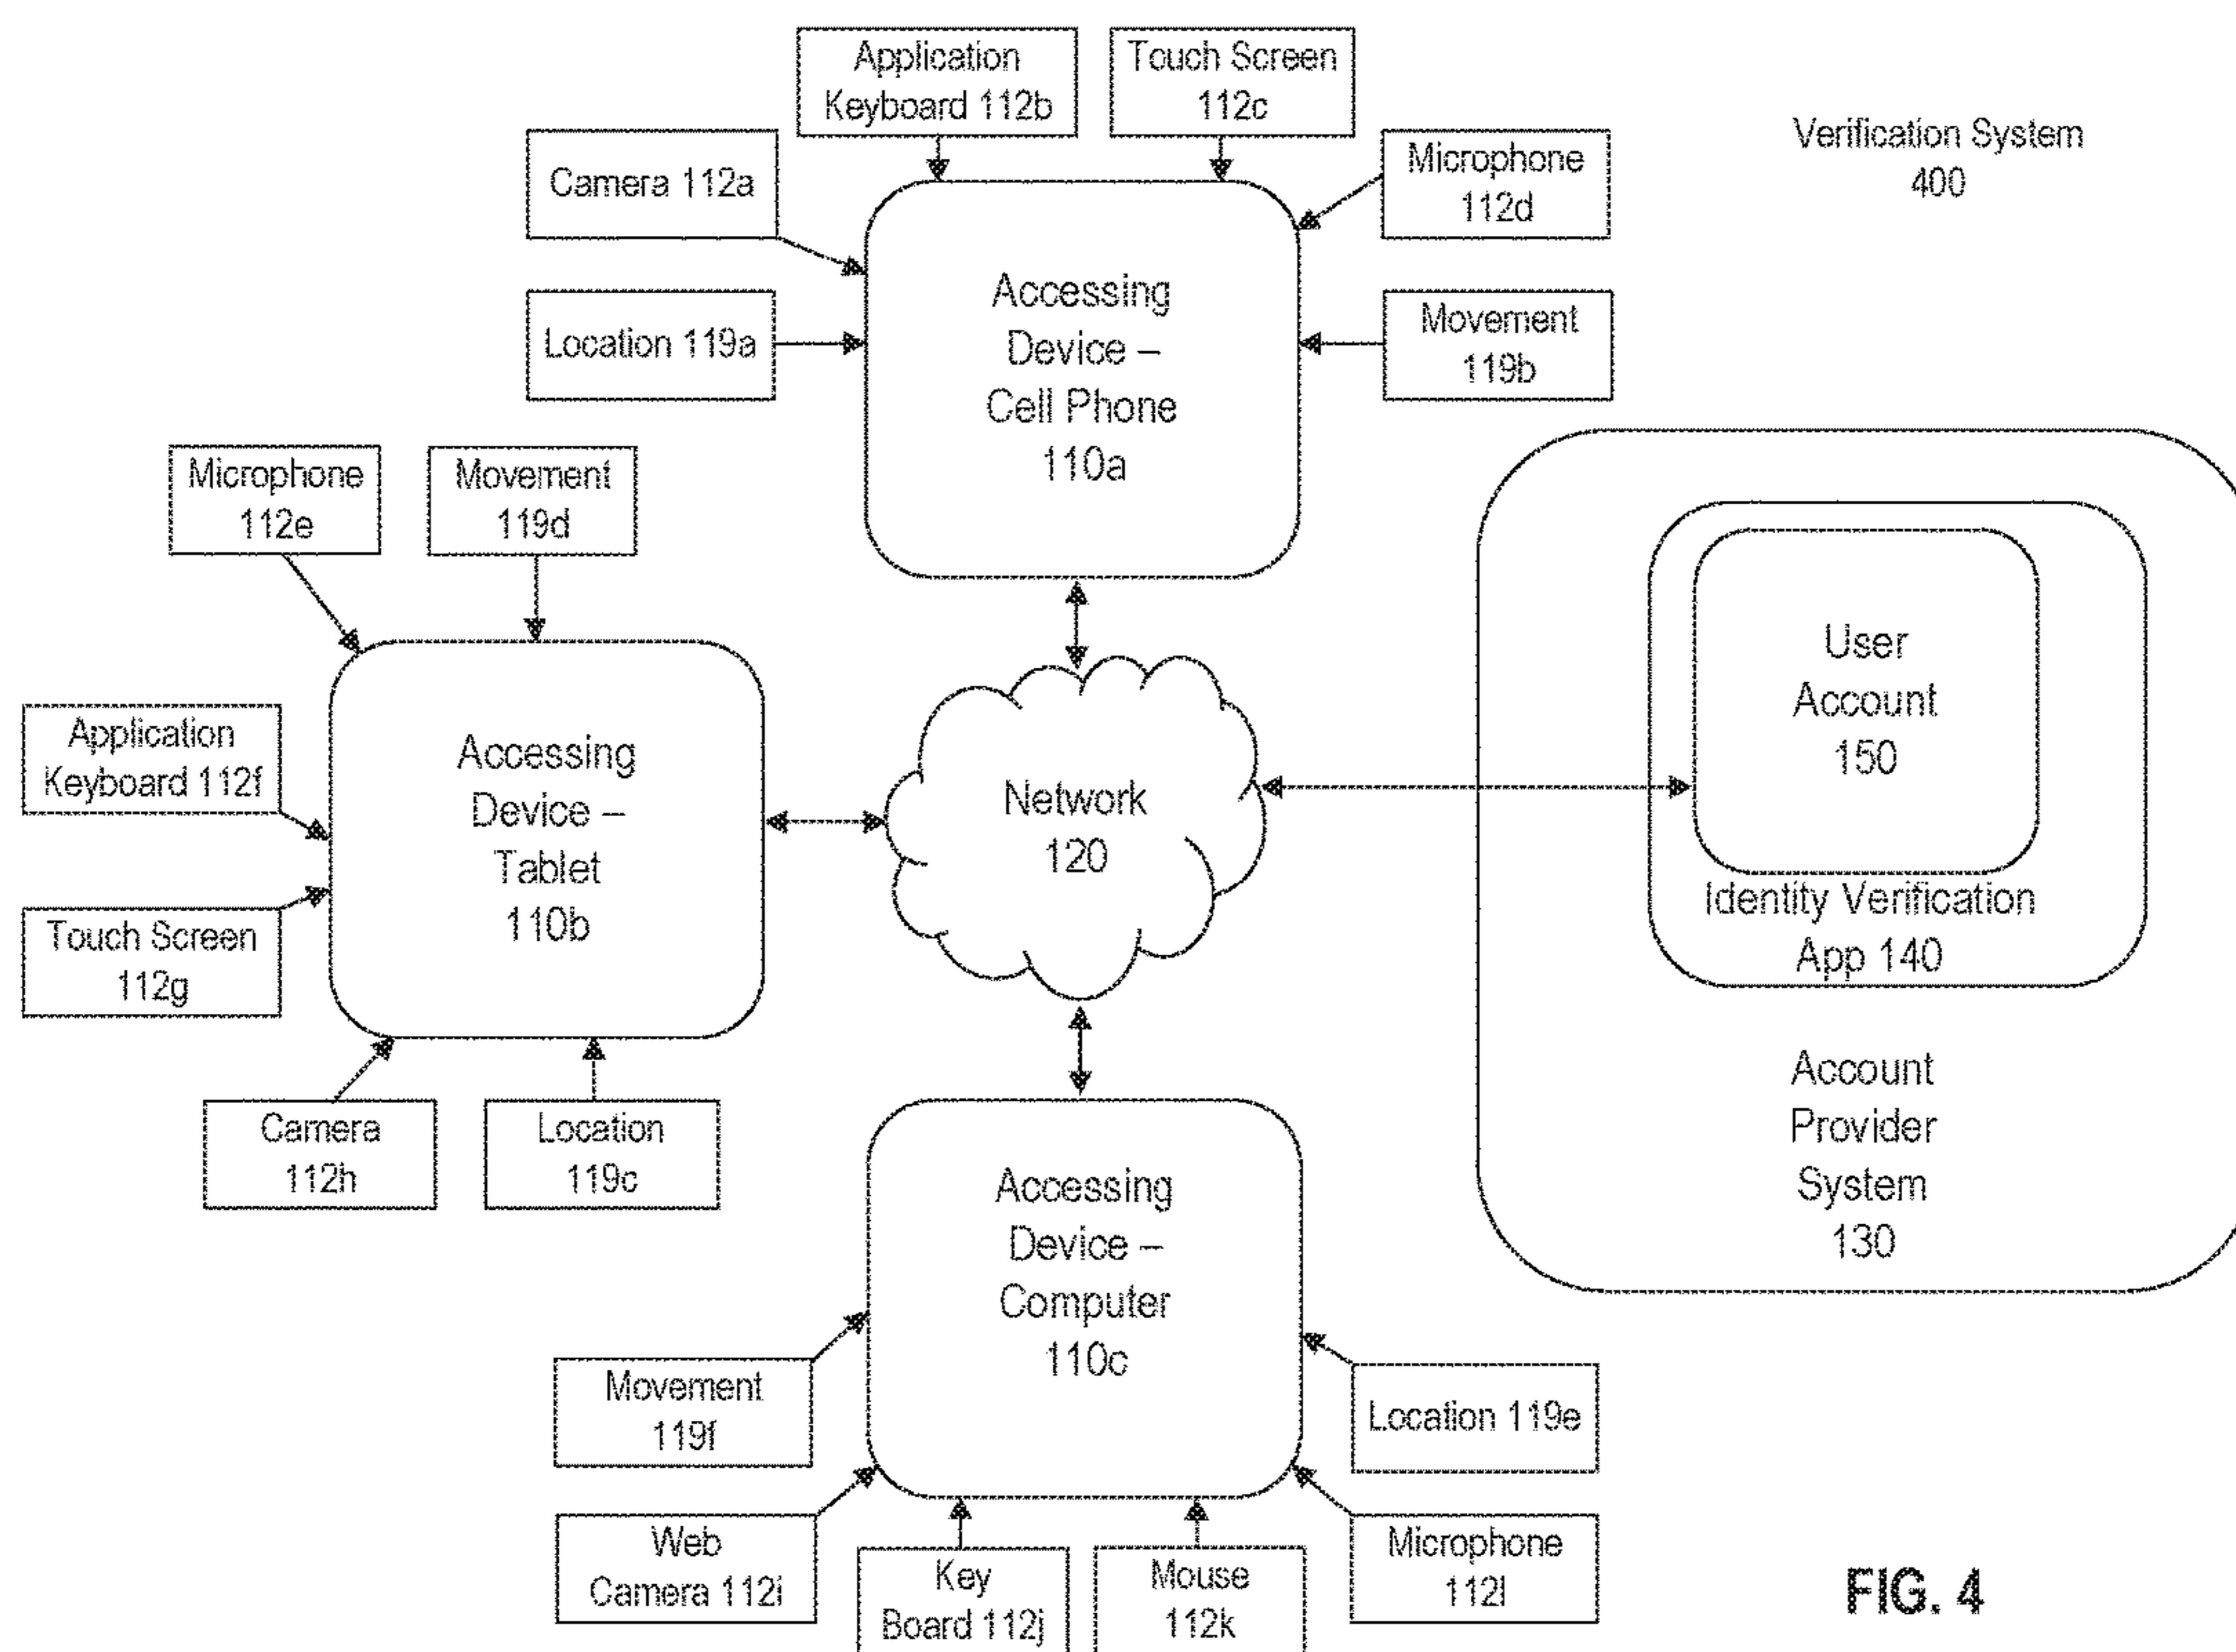 Application
Keyboard 112b
Touch Screen
112c
Verification System
400
Camera 112a
Microphone
112d
Location 119a
Accessing
Device –
Cell Phone
110a
Movement
119b
Microphone
112e
Movement
119d
Application
Keyboard 112f
Touch Screen
112g
Accessing
Device –
Tablet
110b
Camera
112h
Location
119c
Network
120
User
Account
150
Identity Verification
App 140
Account
Provider
System
130
Accessing
Device –
Computer
110c
Movement
119f
Location 119e
Web
Camera 112i
Key
Board 112j
Mouse
112k
Microphone
112l
FIG. 4